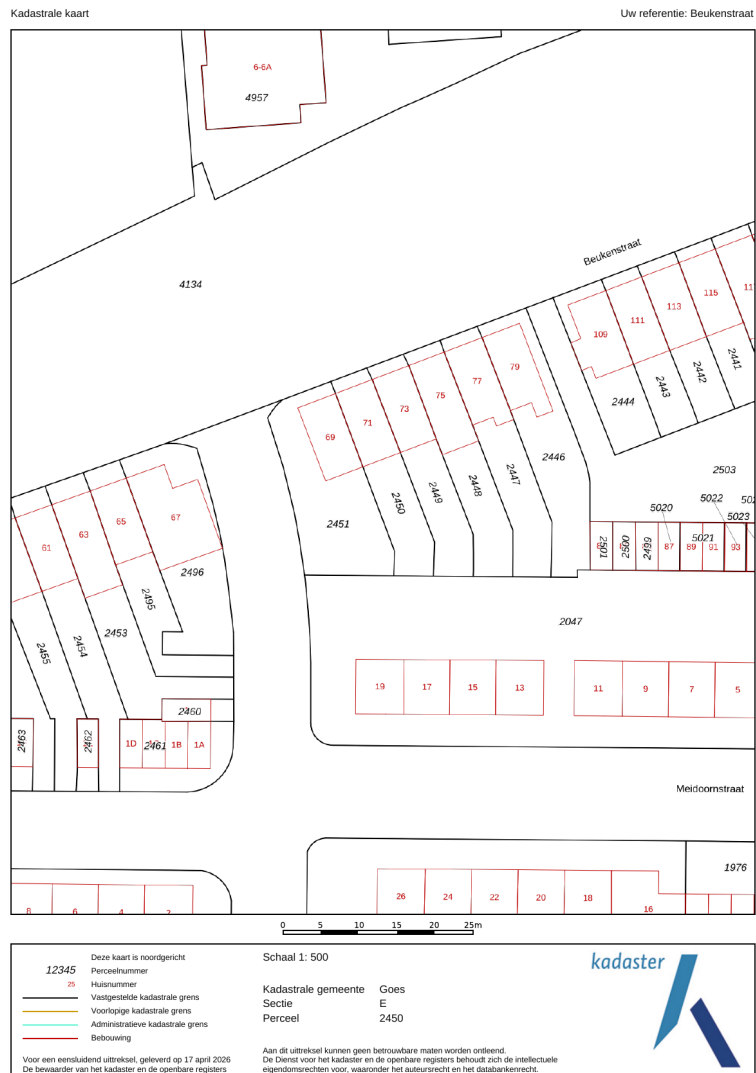 Kadastrale kaart
Uw referentie: Beukenstraat
6-6A
4957
Beukenstraat
4134
115
113
111
109
2441
2442
2443
2444
79
77
75
73
71
69
2446
2447
2448
2449
2450
2451
2503
5022
5020
5023
5021
2501
2500
2499
87
89
91
93
67
65
63
61
2496
2495
2453
2454
2455
2047
19
17
15
13
11
9
7
5
2460
2463
2462
1D
2461
1B
1A
Meidoornstraat
1976
26
24
22
20
18
16
8
6
4
2
0 5 10 15 20 25m
Deze kaart is noordgericht
12345 Perceelnummer
25 Huisnummer
Vastgestelde kadastrale grens
Voorlopige kadastrale grens
Administratieve kadastrale grens
Bebouwing
Voor een eensluidend uittreksel, geleverd op 17 april 2026
De bewaarder van het kadaster en de openbare registers
Schaal 1: 500
Kadastrale gemeente Goes
Sectie E
Perceel 2450
Aan dit uittreksel kunnen geen betrouwbare maten worden ontleend.
De Dienst voor het kadaster en de openbare registers behoudt zich de intellectuele
eigendomsrechten voor, waaronder het auteursrecht en het databankenrecht.
kadaster